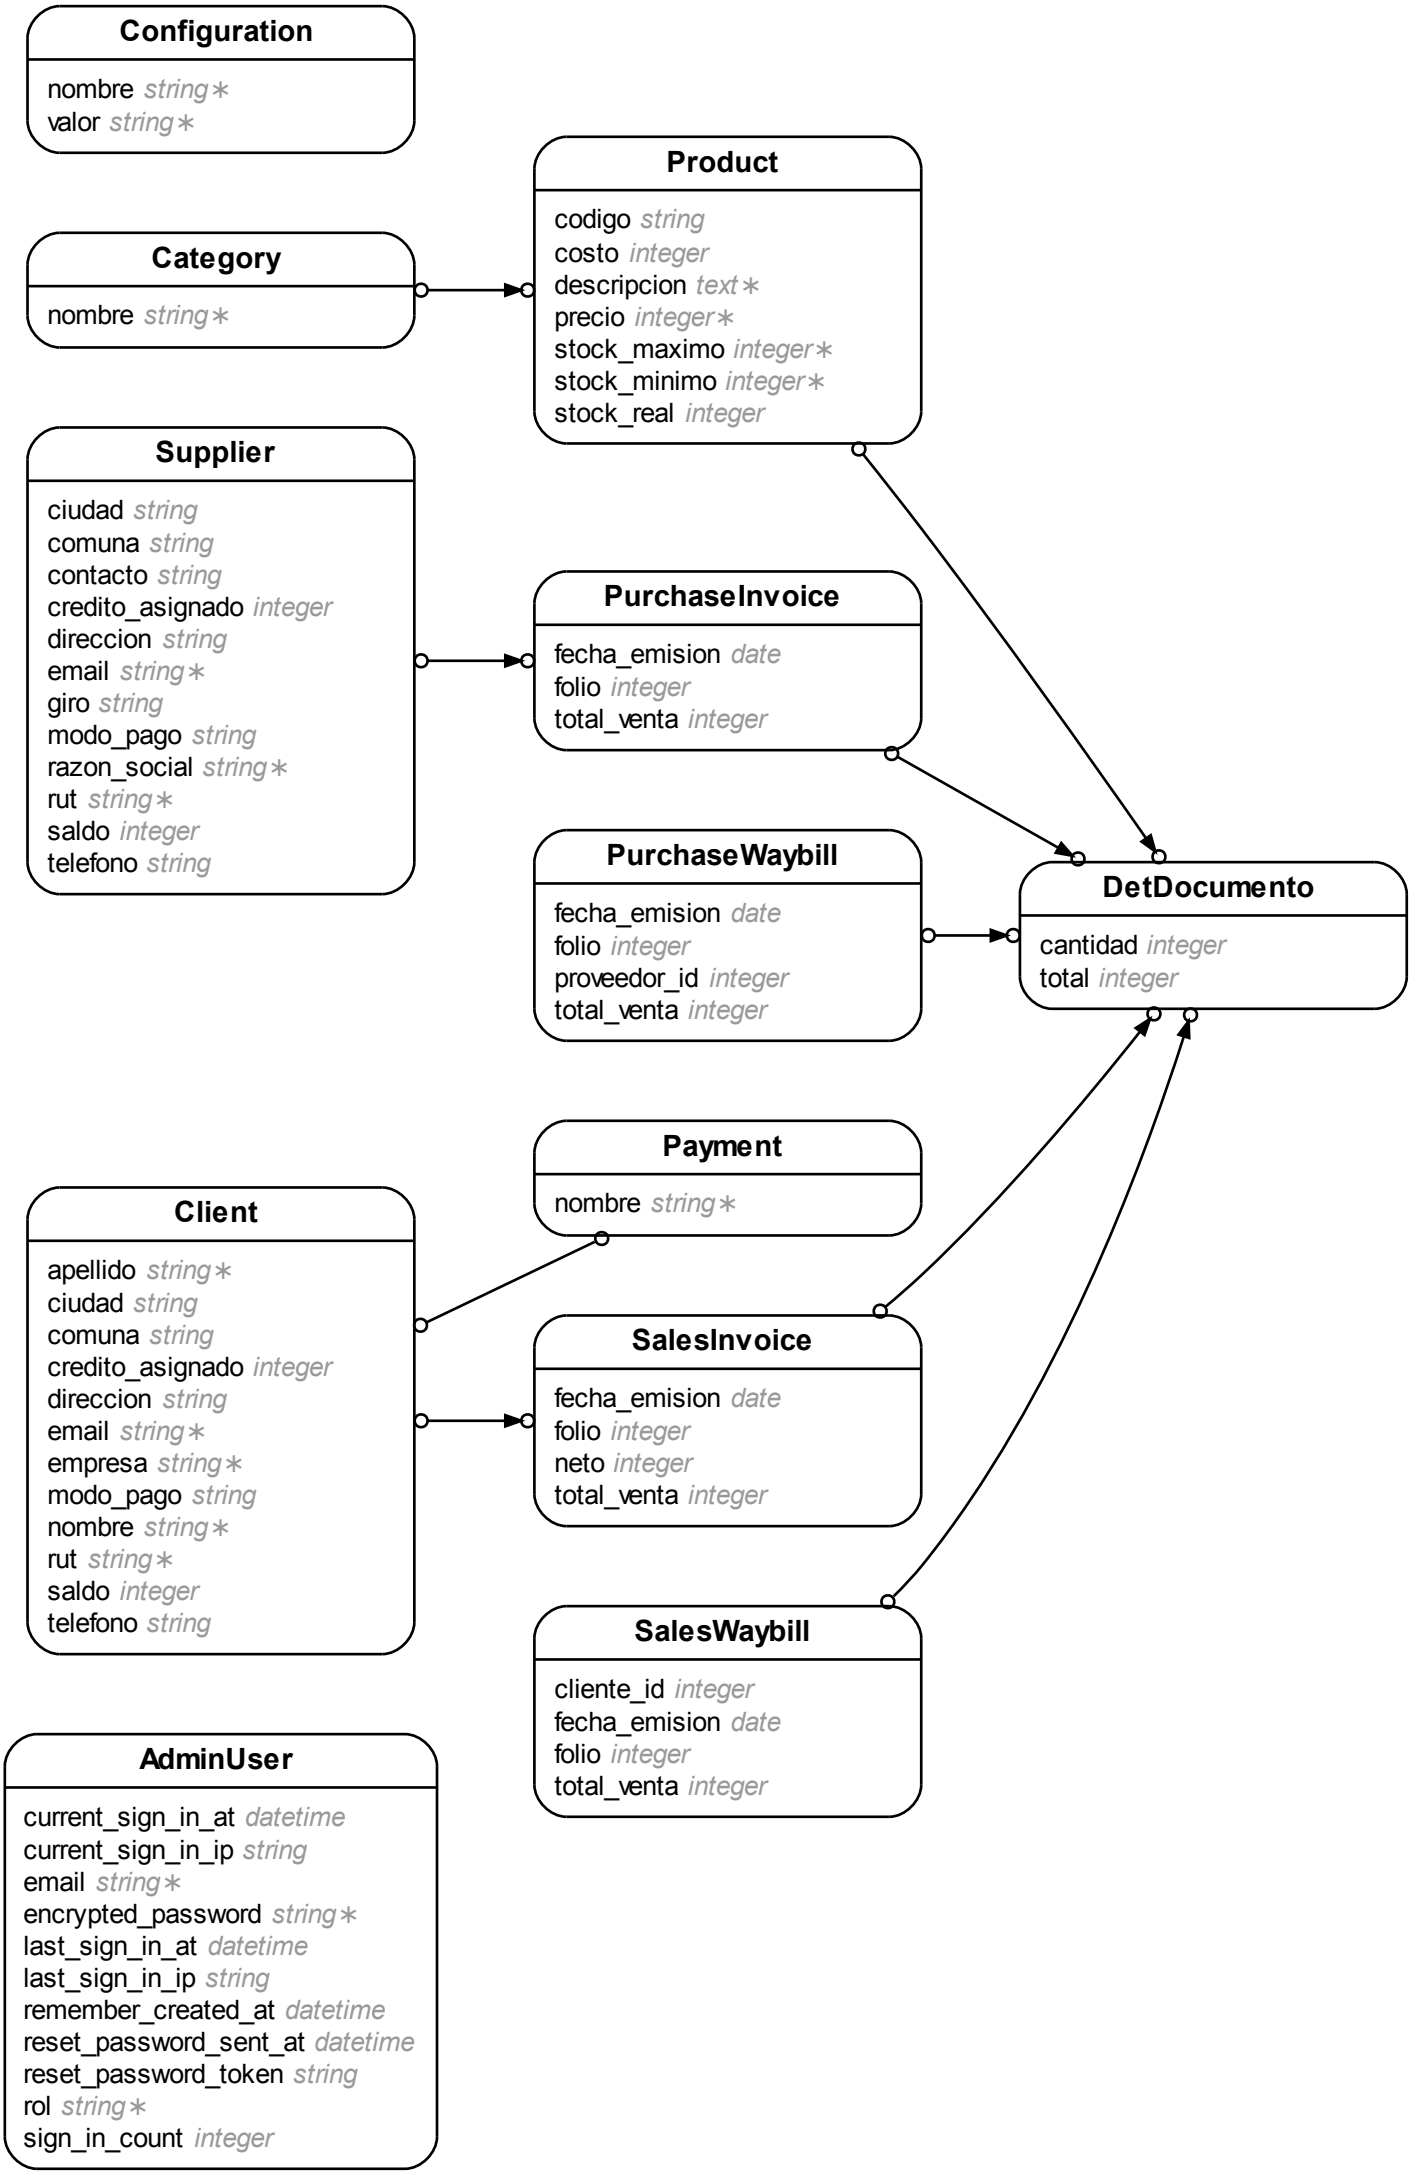 Configuration
nombre string∗
valor string∗
Category
nombre string∗
Supplier
ciudad string
comuna string
contacto string
credito_asignado integer
direccion string
email string∗
giro string
modo_pago string
razon_social string∗
rut string∗
saldo integer
telefono string
Client
apellido string∗
ciudad string
comuna string
credito_asignado integer
direccion string
email string∗
empresa string∗
modo_pago string
nombre string∗
rut string∗
saldo integer
telefono string
AdminUser
current_sign_in_at datetime
current_sign_in_ip string
email string∗
encrypted_password string∗
last_sign_in_at datetime
last_sign_in_ip string
remember_created_at datetime
reset_password_sent_at datetime
reset_password_token string
rol string∗
sign_in_count integer
Product
codigo string
costo integer
descripcion text∗
precio integer∗
stock_maximo integer∗
stock_minimo integer∗
stock_real integer
PurchaseInvoice
fecha_emision date
folio integer
total_venta integer
PurchaseWaybill
fecha_emision date
folio integer
proveedor_id integer
total_venta integer
Payment
nombre string∗
SalesInvoice
fecha_emision date
folio integer
neto integer
total_venta integer
SalesWaybill
cliente_id integer
fecha_emision date
folio integer
total_venta integer
DetDocumento
cantidad integer
total integer